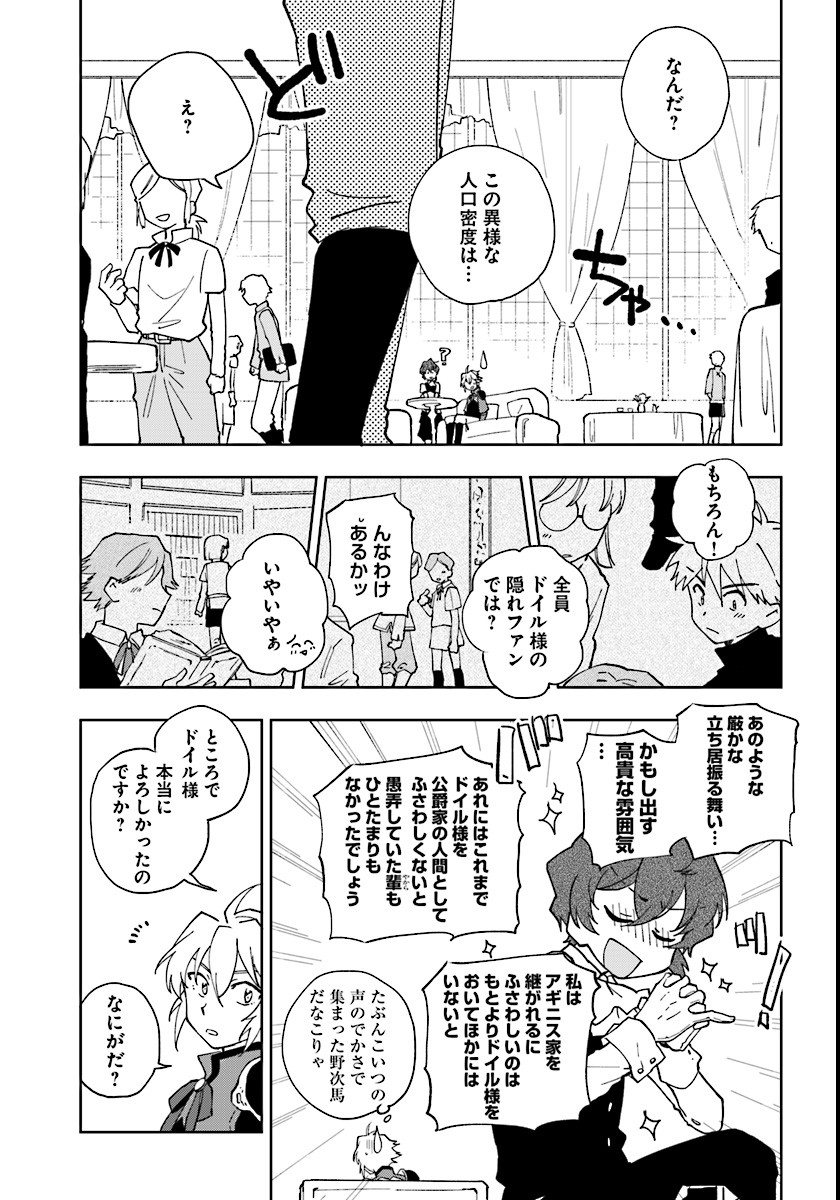 なんだ?
この異様な
人口密度は…
ちゃ…
ど
え?
もちろん!
全員
ドイル様の
隠れファン
では?
んなわけ
あるかッ
いやいやぁ
あのような
厳かな
立ち居振る舞い…
かもし出す
高貴な雰囲気
…
あれにはこれまで
ドイル様を
公爵家の人間として
ふさわしくないと
愚弄していた輩も
やから
ひとたまりも
なかったでしょう
私は
アギニス家を
継がれるに
ふさわしいのは
もとよりドイル様を
おいてほかには
いないと
たぶんこいつの
声のでかさで
集まった野次馬
だなこりゃ
ところで
ドイル様
本当に
よろしかったの
ですか?
なにがだ?